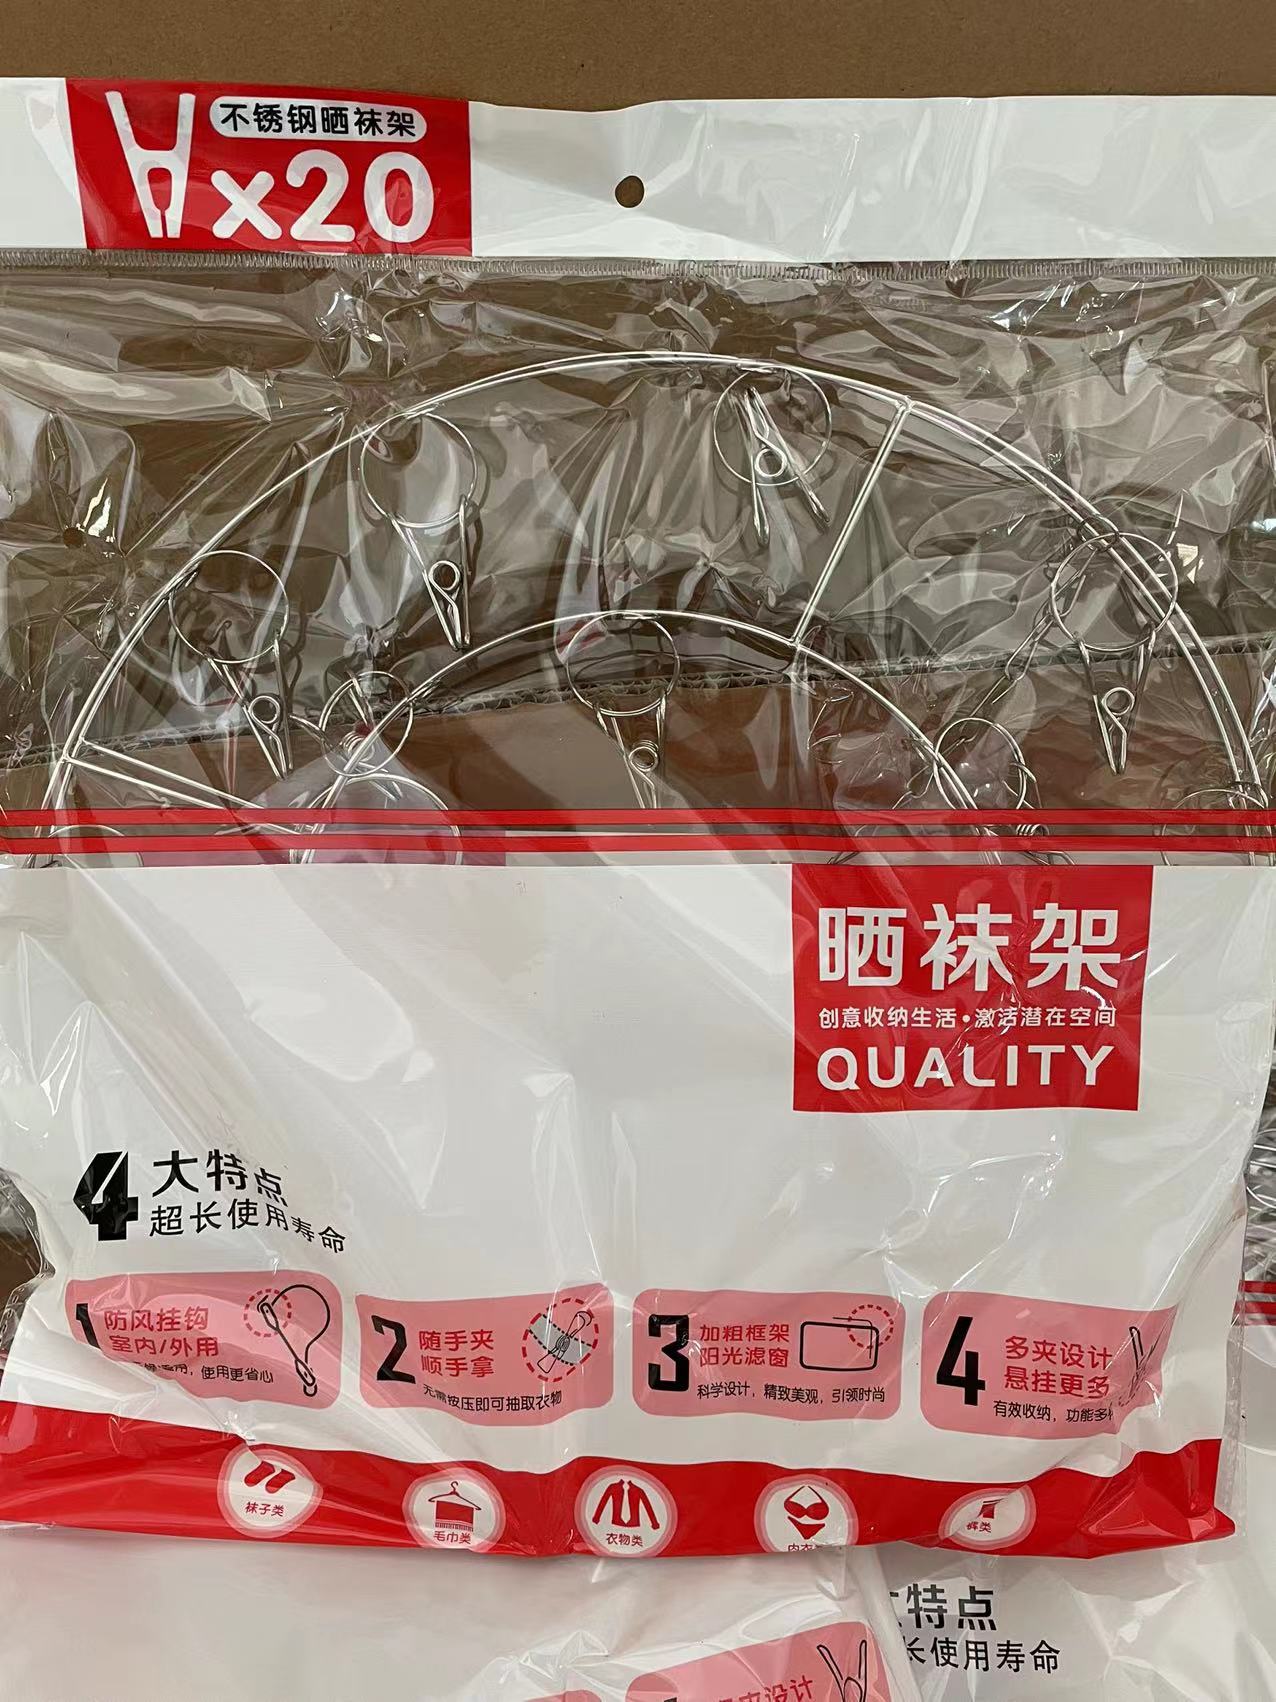 不锈钢晒袜架
x20
晒袜架
创意收纳生活•激活潜在空间
QUALITY
4大特点
超长使用寿命
1
防风挂钩
室内/外用
使用更省心
2
随手夹
顺手拿
无需按压即可抽取衣物
3
加粗框架
阳光滤窗
科学设计，精致美观，引领时尚
4
多夹设计
悬挂更多
有效收纳，功能多
袜子类
毛巾类
衣物类
内衣
裤类
特点
长使用寿命
夹设计